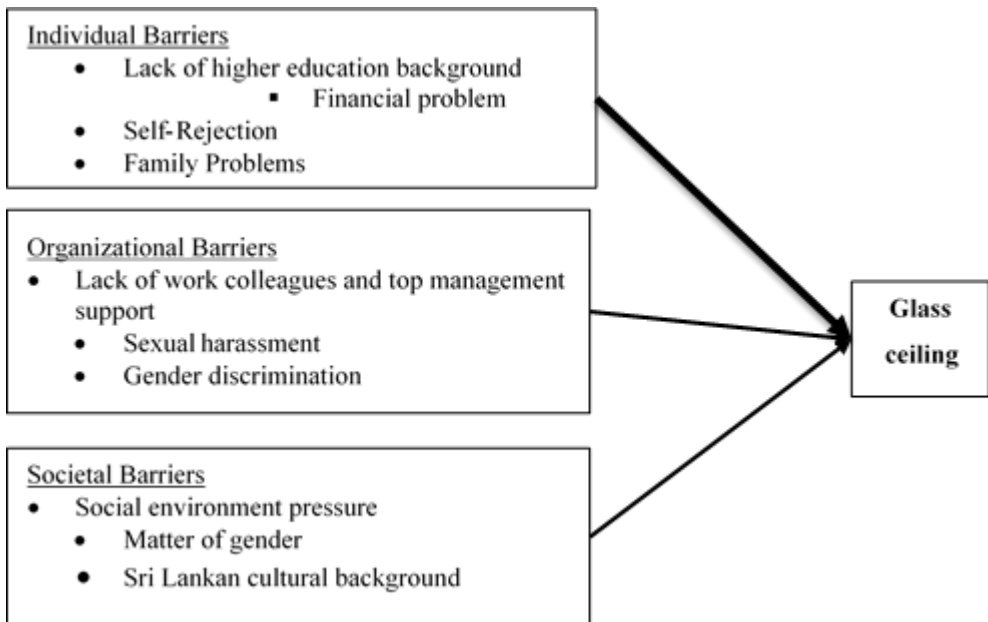 Individual Barriers
• Lack of higher education background
▪ Financial problem
• Self-Rejection
• Family Problems
Organizational Barriers
• Lack of work colleagues and top management
support
• Sexual harassment
• Gender discrimination
Glass
ceiling
Societal Barriers
• Social environment pressure
• Matter of gender
• Sri Lankan cultural background